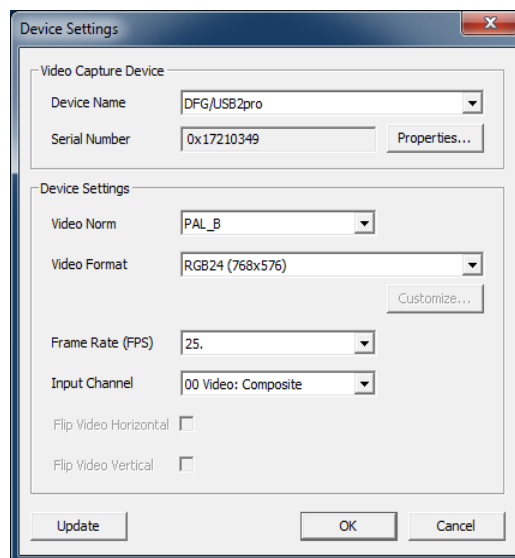 Device Settings
Video Capture Device
Device Name DFG/USB2pro
Serial Number 0x17210349 Properties...
Device Settings
Video Norm PAL_B
Video Format RGB24 (768x576)
Customize...
Frame Rate (FPS) 25.
Input Channel 00 Video: Composite
Flip Video Horizontal
Flip Video Vertical
Update OK Cancel